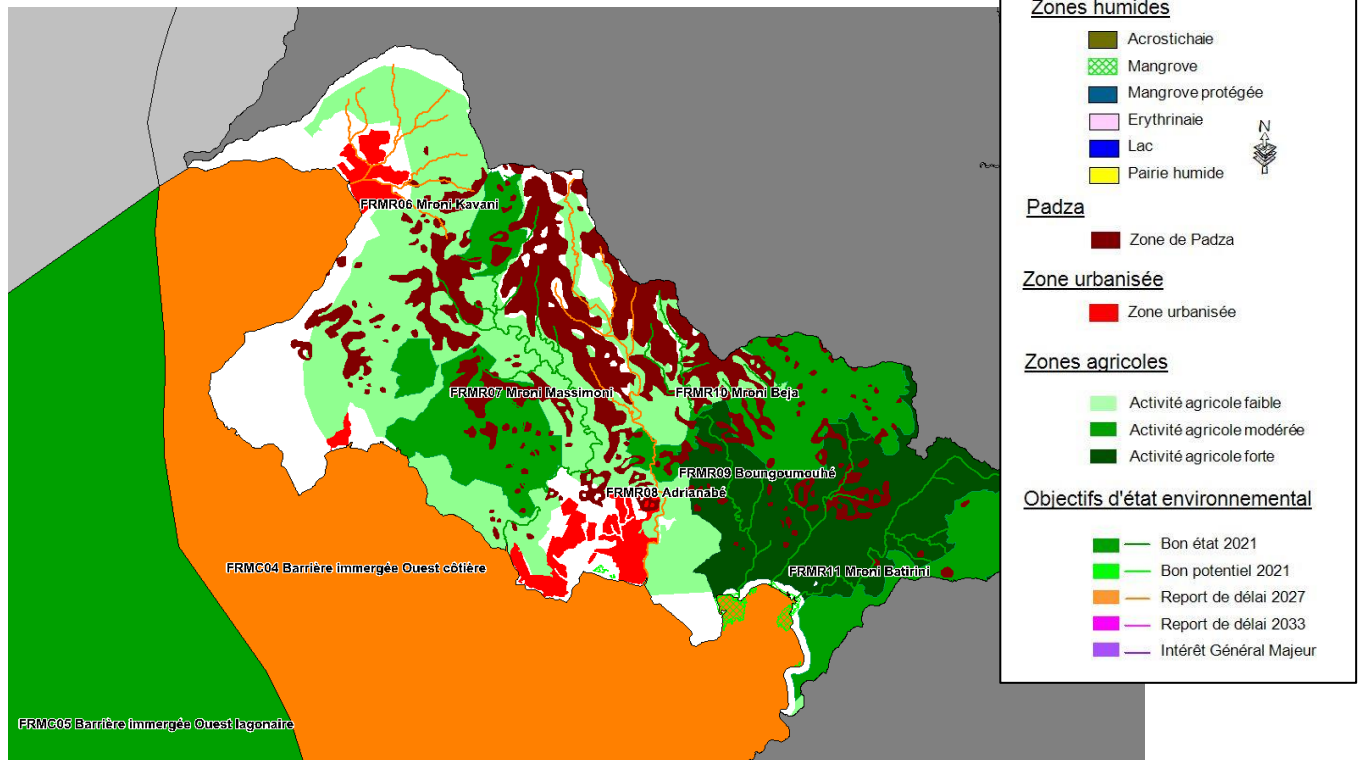 Zones humides
Acrostichaie
Mangrove
Mangrove protégée
Erythrinaie
Lac
Pairie humide
N
Padza
Zone de Padza
Zone urbanisée
Zone urbanisée
Zones agricoles
Activité agricole faible
Activité agricole modérée
Activité agricole forte
Objectifs d'état environnemental
Bon état 2021
Bon potentiel 2021
Report de délai 2027
Report de délai 2033
Intérêt Général Majeur
FRMR06 Mroni Kavani
FRMR07 Mroni Massimoni
FRMR10 Mroni Beja
FRMR09 Boungoumouhé
FRMR08 Adrianabé
FRMC04 Barrière immergée Ouest côtière
FRMR11 Mroni Batirini
FRMC05 Barrière immergée Ouest lagonaire